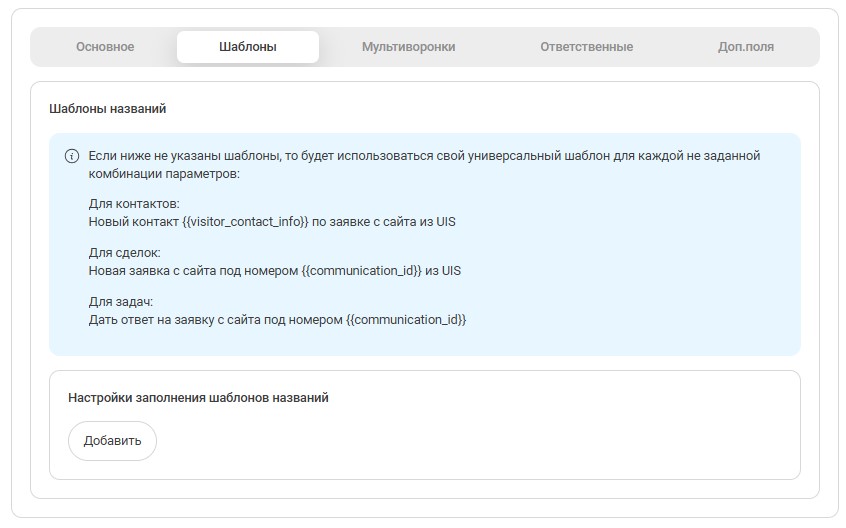 Основное
Шаблоны
Мультиворонки
Ответственные
Доп.поля
Шаблоны названий
Если ниже не указаны шаблоны, то будет использоваться свой универсальный шаблон для каждой не заданной
комбинации параметров:
Для контактов:
Новый контакт {{visitor_contact_info}} по заявке с сайта из UIS
Для сделок:
Новая заявка с сайта под номером {{communication_id}} из UIS
Для задач:
Дать ответ на заявку с сайта под номером {{communication_id}}
Настройки заполнения шаблонов названий
Добавить